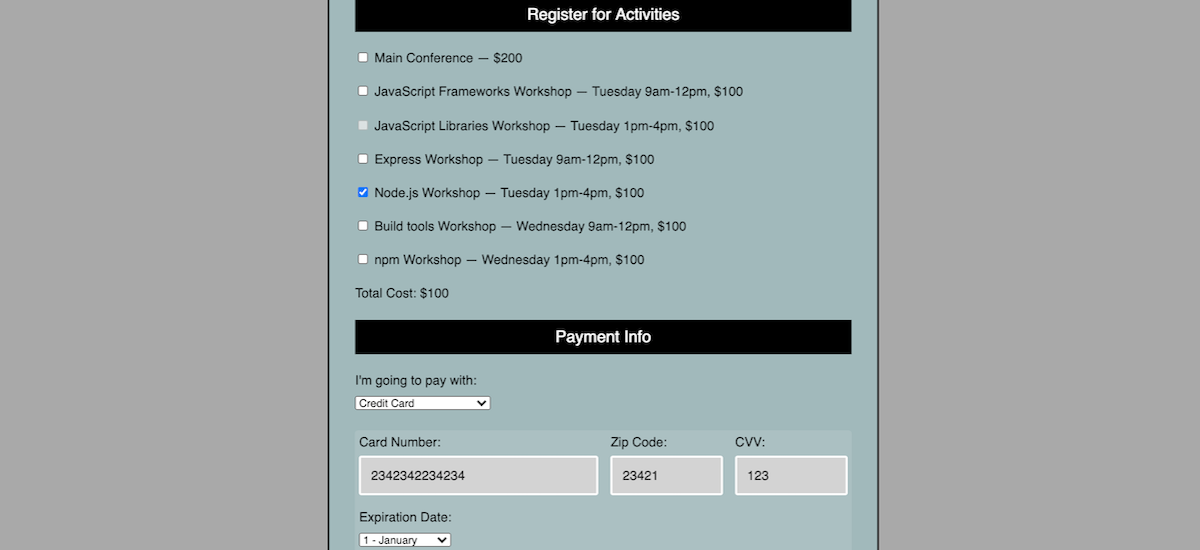 Register for Activities
Main Conference — $200
JavaScript Frameworks Workshop — Tuesday 9am-12pm, $100
JavaScript Libraries Workshop — Tuesday 1pm-4pm, $100
Express Workshop — Tuesday 9am-12pm, $100
Node.js Workshop — Tuesday 1pm-4pm, $100
Build tools Workshop — Wednesday 9am-12pm, $100
npm Workshop — Wednesday 1pm-4pm, $100
Total Cost: $100
Payment Info
I'm going to pay with:
Credit Card
Card Number: Zip Code: CVV:
2342342234234 23421 123
Expiration Date:
1 - January